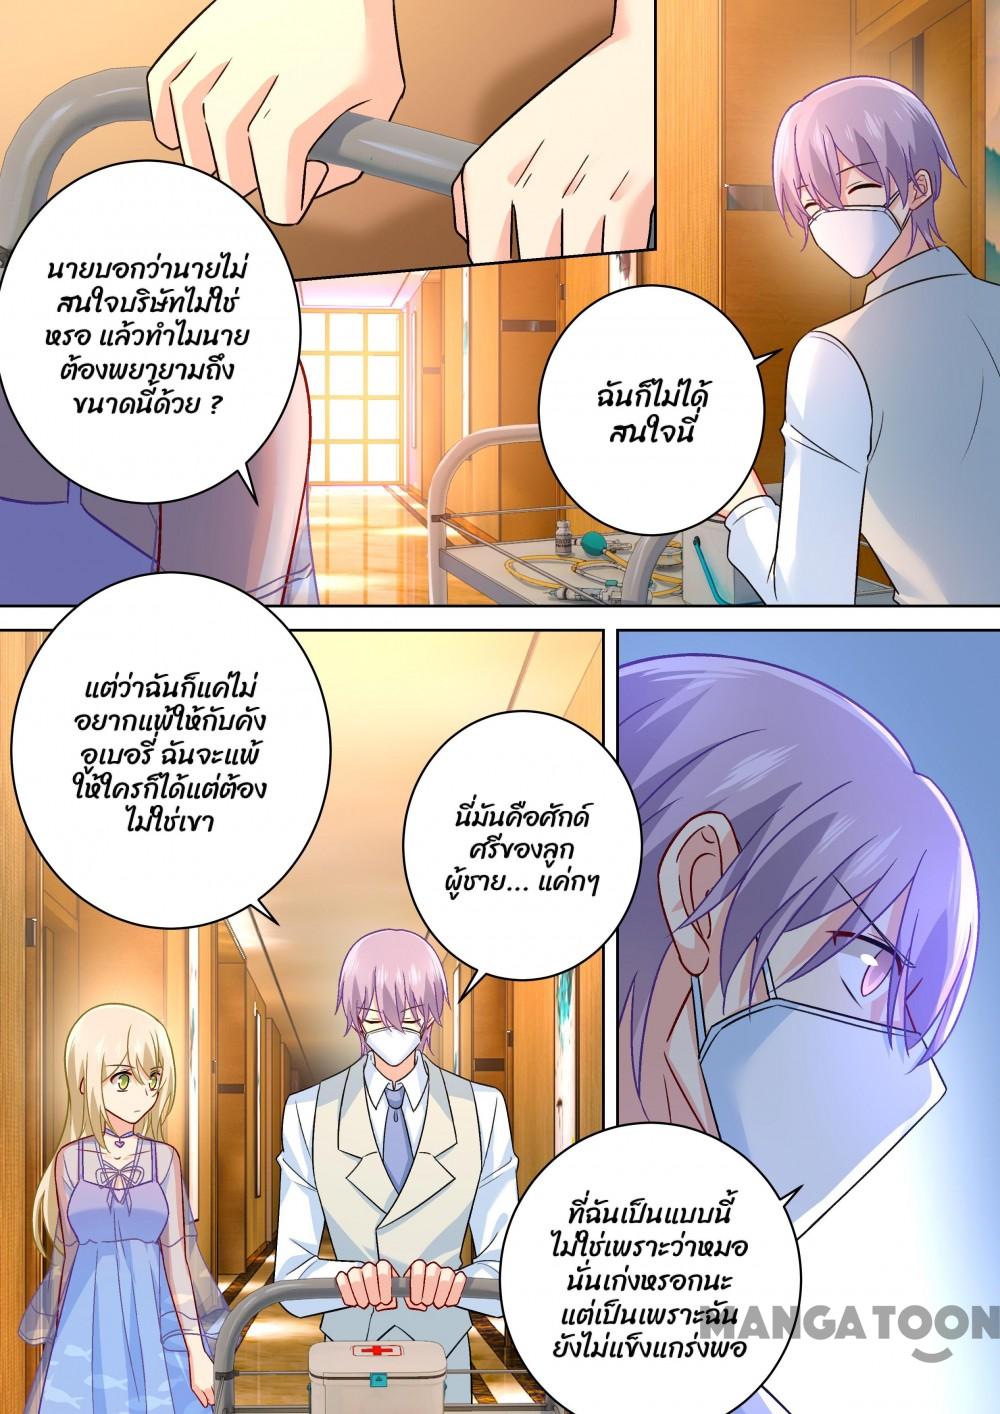 นายบอกว่านายไม่
สนใจบริษัทไม่ใช่
หรอ แล้วทำไมนาย
ต้องพยายามถึง
ขนาดนี้ด้วย ?
ฉันก็ไม่ได้
สนใจนี่
แต่ว่าฉันก็แค่ไม่
อยากแพ้ให้กับคัง
อูเบอรี่ ฉันจะแพ้
ให้ใครก็ได้แต่ต้อง
ไม่ใช่เขา
นี่มันคือศักด์
ศรีของลูก
ผู้ชาย... แค่กๆ
ที่ฉันเป็นแบบนี้
ไม่ใช่เพราะว่าหมอ
นั่นเก่งหรอกนะ
แต่เป็นเพราะฉัน
ยังไม่แข็งแกร่งพอ
MANGATOON